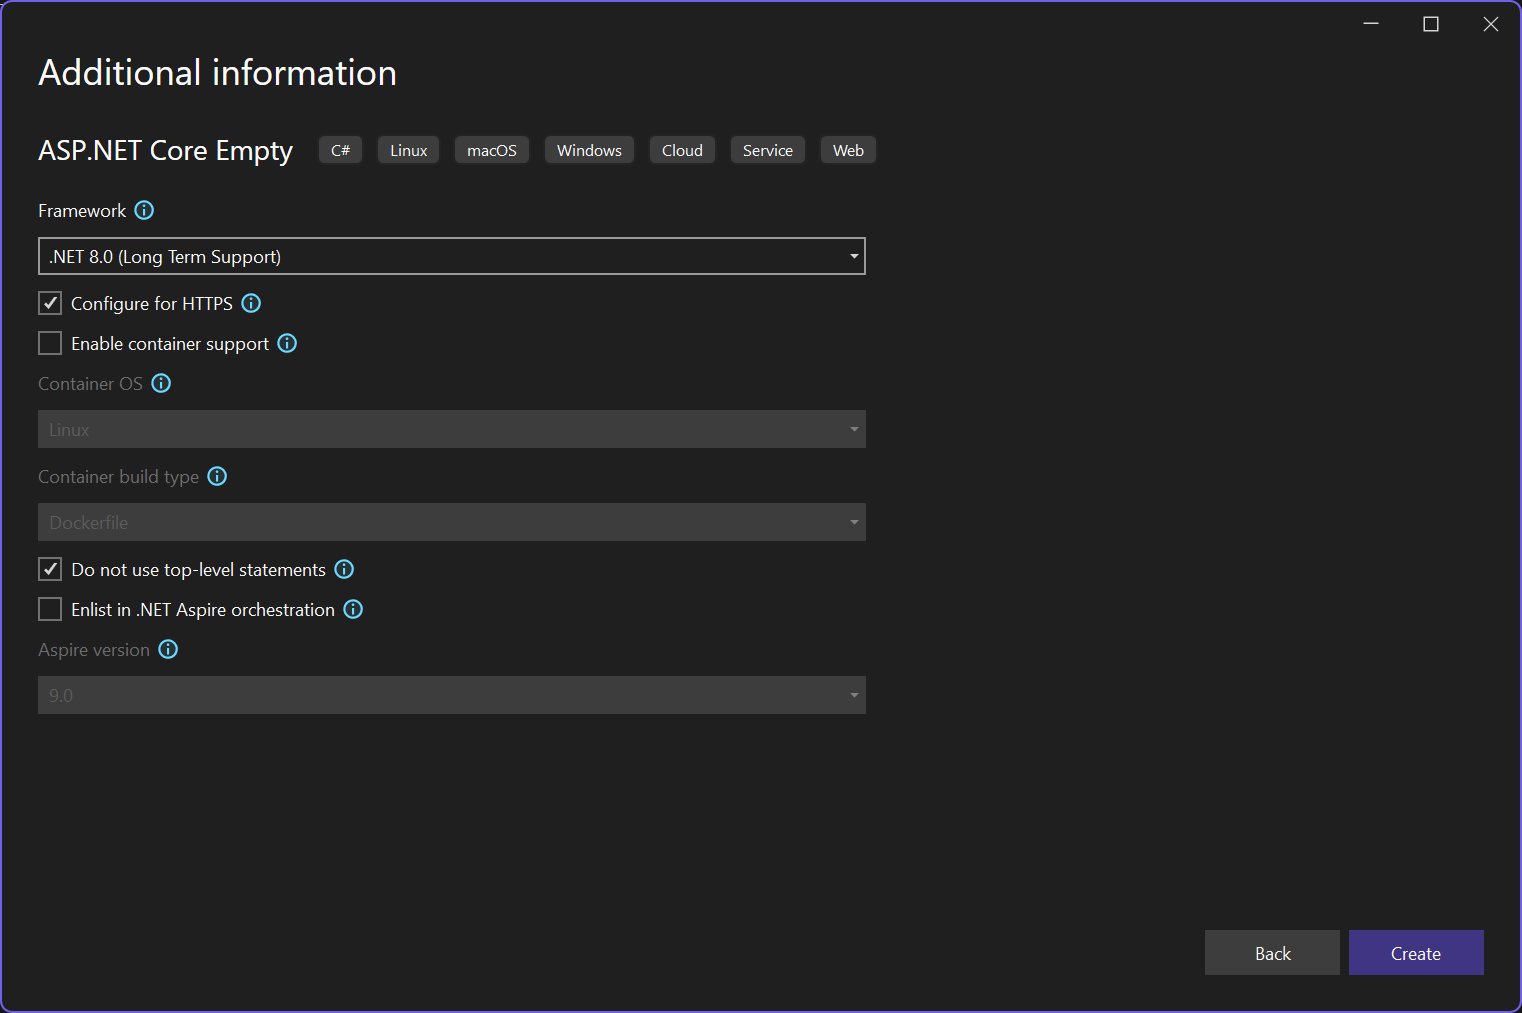 Additional information
ASP.NET Core Empty C# Linux macOS Windows Cloud Service Web
Framework
.NET 8.0 (Long Term Support)
Configure for HTTPS
Enable container support
Container OS
Linux
Container build type
Dockerfile
Do not use top-level statements
Enlist in .NET Aspire orchestration
Aspire version
9.0
Back Create